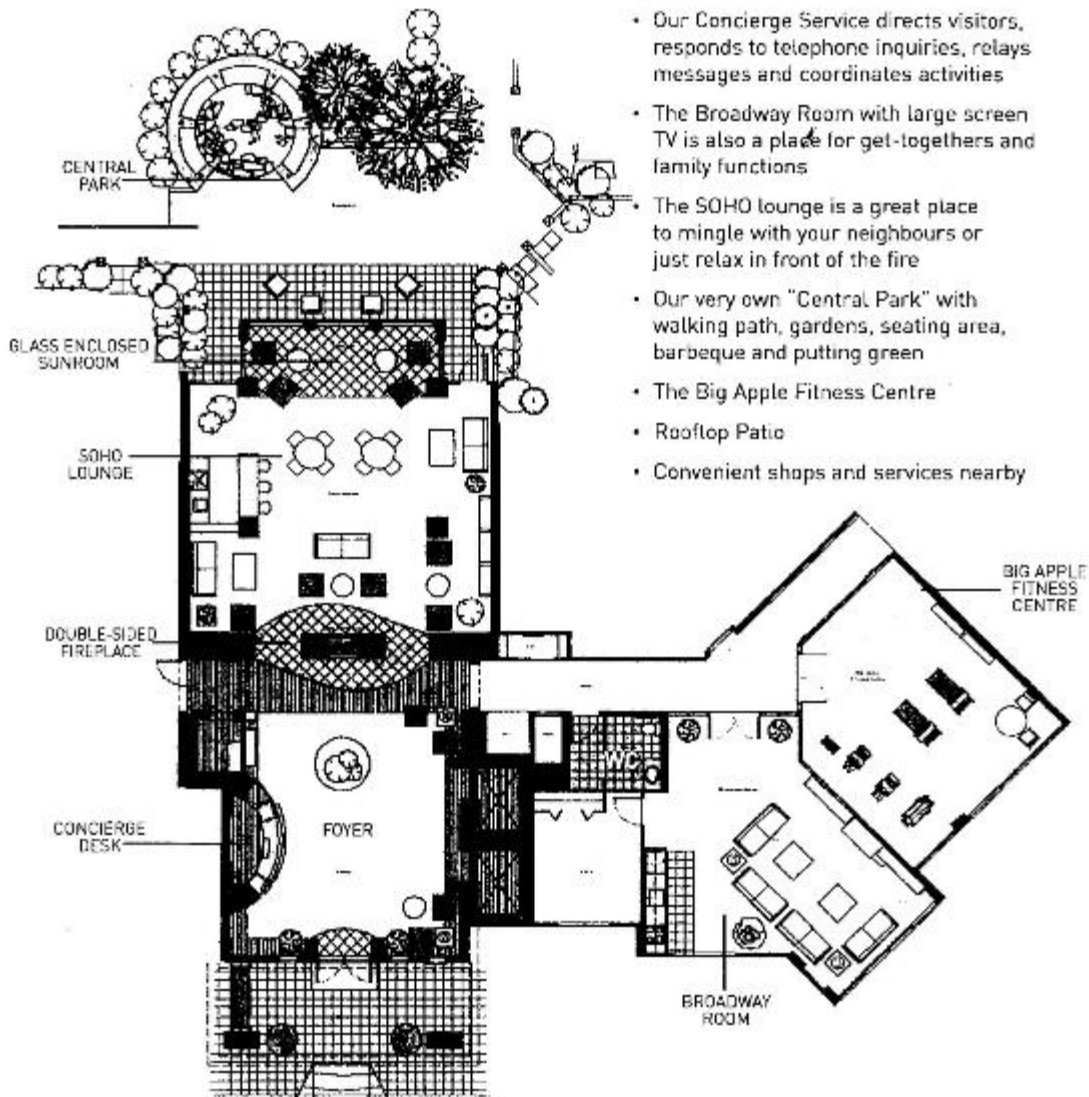 • Our Concierge Service directs visitors,
responds to telephone inquiries, relays
messages and coordinates activities
• The Broadway Room with large screen
TV is also a place for get-togethers and
family functions
• The SOHO lounge is a great place
to mingle with your neighbours or
just relax in front of the fire
• Our very own "Central Park" with
walking path, gardens, seating area,
barbeque and putting green
• The Big Apple Fitness Centre
• Rooftop Patio
• Convenient shops and services nearby
CENTRAL
PARK
GLASS ENCLOSED
SUNROOM
SOHO
LOUNGE
BIG APPLE
FITNESS
CENTRE
DOUBLE-SIDED
FIREPLACE
WC
CONCIERGE
DESK
FOYER
BROADWAY
ROOM